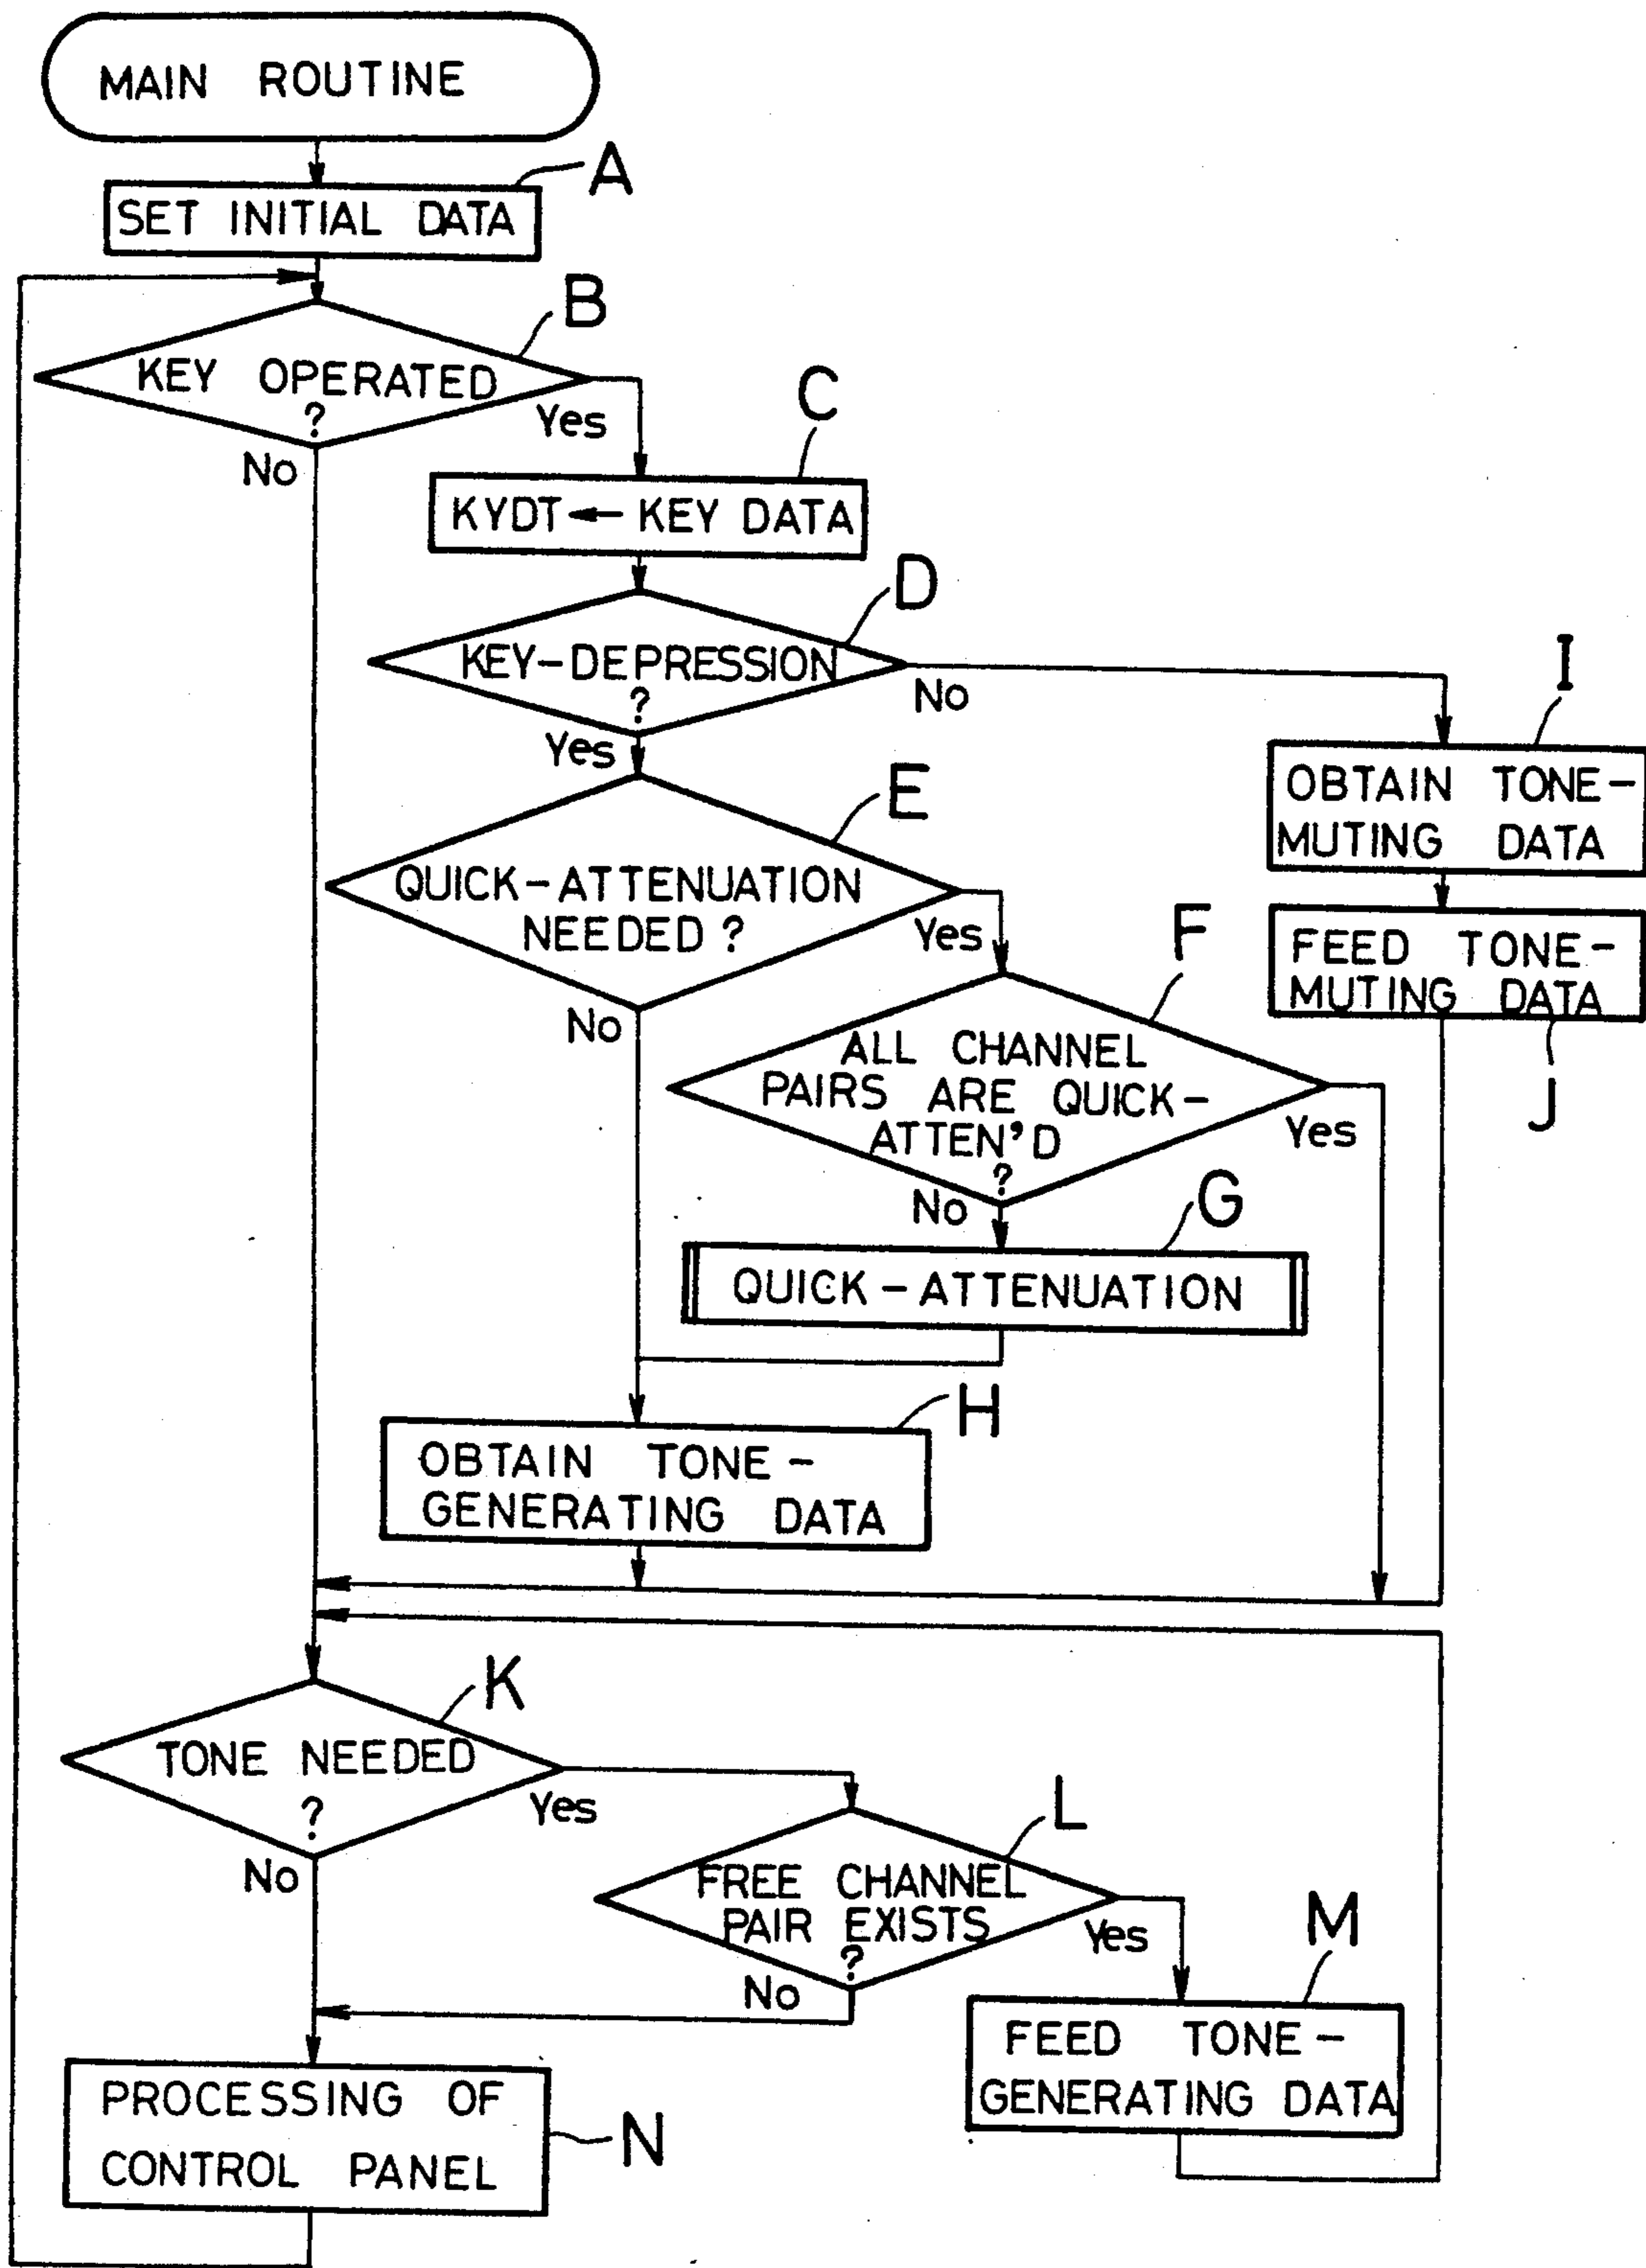 MAIN ROUTINE
A
SET INITIAL DATA
B
KEY OPERATED
?
Yes
No
C
KYDT ← KEY DATA
D
KEY-DEPRESSION
?
No
Yes
I
OBTAIN TONE-
MUTING DATA
E
QUICK-ATTENUATION
NEEDED ?
Yes
No
FEED TONE-
MUTING DATA
J
F
ALL CHANNEL
PAIRS ARE QUICK-
ATTEN'D
?
Yes
No
G
QUICK-ATTENUATION
H
OBTAIN TONE-
GENERATING DATA
K
TONE NEEDED
?
Yes
No
L
FREE CHANNEL
PAIR EXISTS
?
Yes
No
M
FEED TONE-
GENERATING DATA
PROCESSING OF
CONTROL PANEL
N